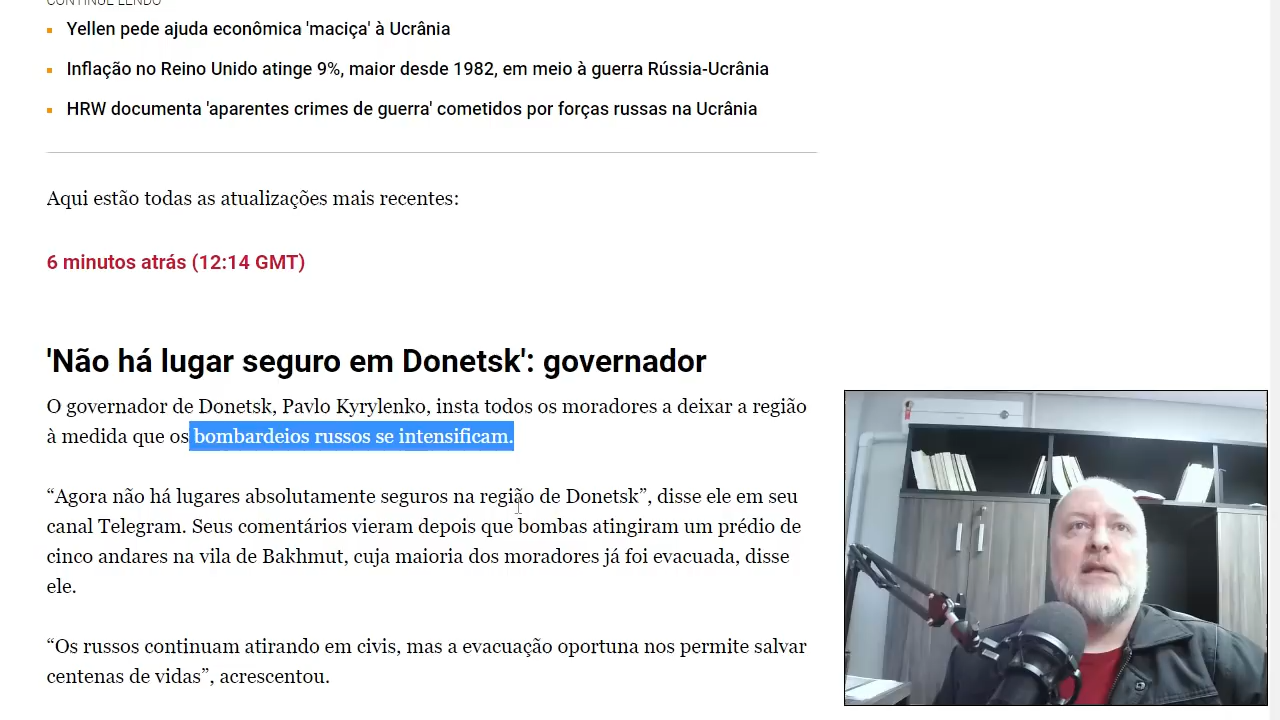 CONTINUE LENDO
Yellen pede ajuda econômica 'maciça' à Ucrânia
Inflação no Reino Unido atinge 9%, maior desde 1982, em meio à guerra Rússia-Ucrânia
HRW documenta 'aparentes crimes de guerra' cometidos por forças russas na Ucrânia
Aqui estão todas as atualizações mais recentes:
6 minutos atrás (12:14 GMT)
'Não há lugar seguro em Donetsk': governador
O governador de Donetsk, Pavlo Kyrylenko, insta todos os moradores a deixar a região
à medida que os bombardeios russos se intensificam.
“Agora não há lugares absolutamente seguros na região de Donetsk”, disse ele em seu
canal Telegram. Seus comentários vieram depois que bombas atingiram um prédio de
cinco andares na vila de Bakhmut, cuja maioria dos moradores já foi evacuada, disse
ele.
“Os russos continuam atirando em civis, mas a evacuação oportuna nos permite salvar
centenas de vidas”, acrescentou.